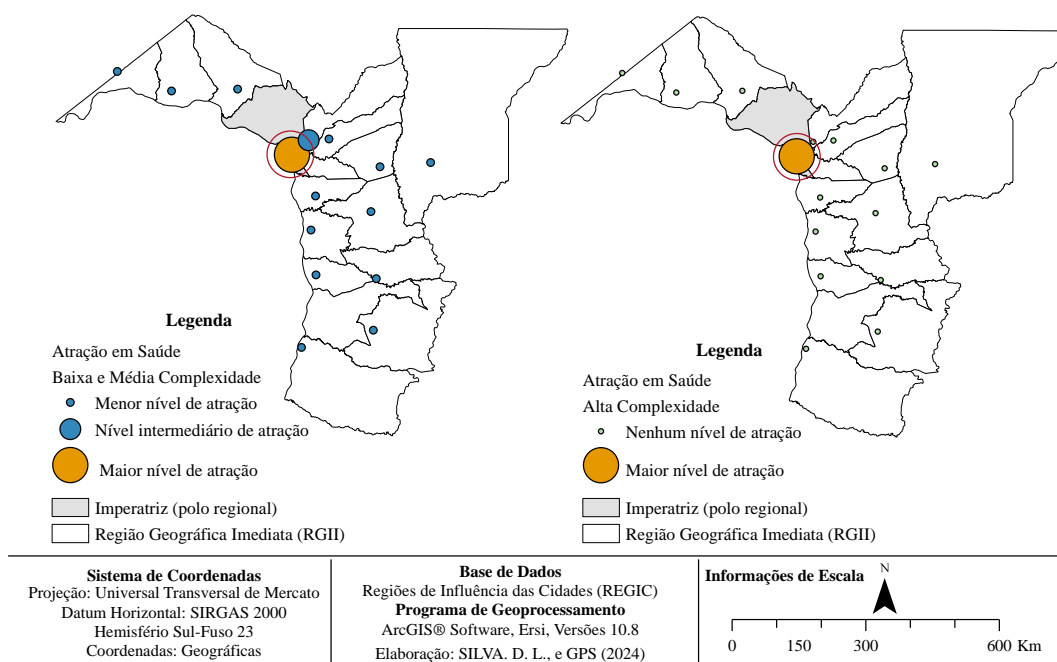 Legenda
Atração em Saúde
Baixa e Média Complexidade
Menor nível de atração
Nível intermediário de atração
Maior nível de atração
Imperatriz (polo regional)
Região Geográfica Imediata (RGII)
Legenda
Atração em Saúde
Alta Complexidade
Nenhum nível de atração
Maior nível de atração
Imperatriz (polo regional)
Região Geográfica Imediata (RGII)
Sistema de Coordenadas
Projeção: Universal Transversal de Mercato
Datum Horizontal: SIRGAS 2000
Hemisfério Sul-Fuso 23
Coordenadas: Geográficas
Base de Dados
Regiões de Influência das Cidades (REGIC)
Programa de Geoprocessamento
ArcGIS® Software, Ersi, Versões 10.8
Elaboração: SILVA. D. L., e GPS (2024)
Informações de Escala
N
0 150 300 600 Km